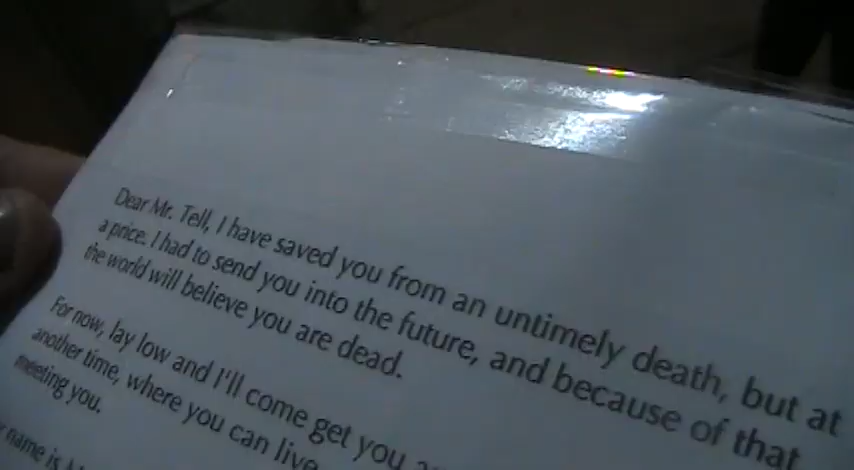 Dear Mr. Tell, I have saved you from an untimely death, but at
a price. I had to send you into the future, and because of that
the world will believe you are dead.
For now, lay low and I'll come get you
another time, where you can live
meeting you.
name is